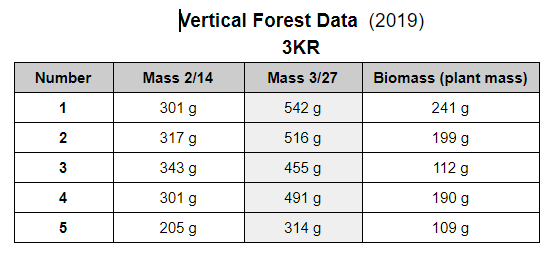 Vertical Forest Data (2019)
3KR
Number Mass 2/14 Mass 3/27 Biomass (plant mass)
1 301 g 542 g 241 g
2 317 g 516 g 199 g
3 343 g 455 g 112 g
4 301 g 491 g 190 g
5 205 g 314 g 109 g